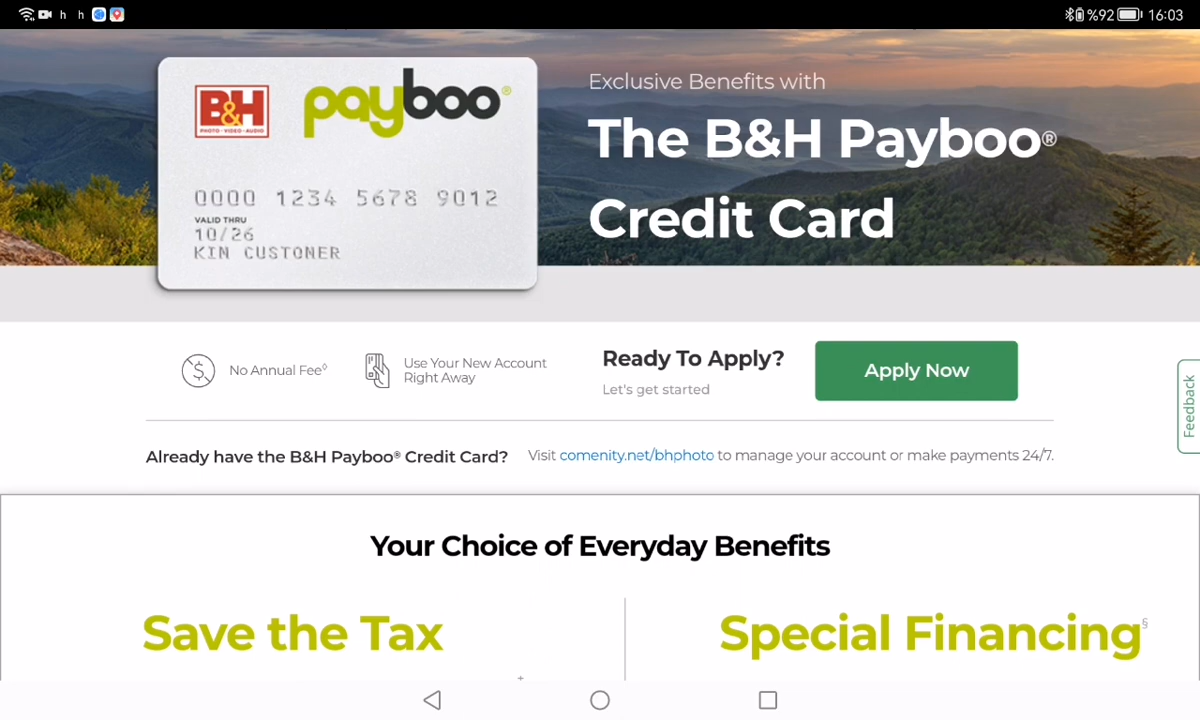 h h %92 16:03
B&H
PHOTO · VIDEO · AUDIO
payboo®
0000 1234 5678 9012
VALID THRU
10/26
KIN CUSTOMER
Exclusive Benefits with
The B&H Payboo®
Credit Card
No Annual Fee◊
Use Your New Account
Right Away
Ready To Apply?
Let's get started
Apply Now
Feedback
Already have the B&H Payboo® Credit Card? Visit comenity.net/bhphoto to manage your account or make payments 24/7.
Your Choice of Everyday Benefits
Save the Tax
Special Financing§
+